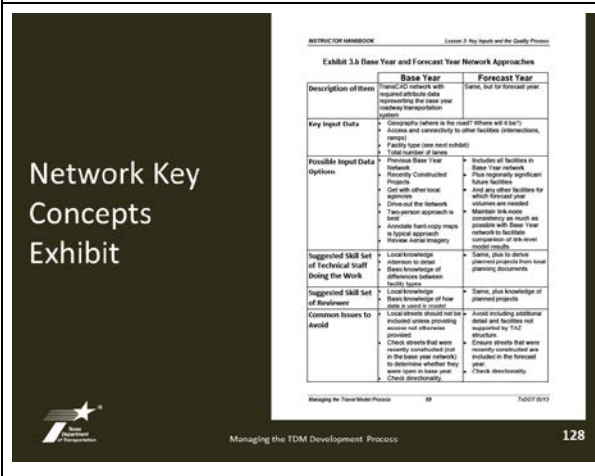 Network Key
Concepts
Exhibit
INSTRUCTOR HANDBOOK Lesson 3: Key Inputs and the Quality Process
Exhibit 3.b Base Year and Forecast Year Network Approaches
Base Year Forecast Year
Description of Item
TransCAD network with
required attribute data
representing the base year
roadway transportation
system
Same, but for forecast year.
Key Input Data
• Geography (where is the road? Where will it be?)
• Access and connectivity to other facilities (intersections,
ramps)
• Facility type (see next exhibit)
• Total number of lanes
Possible Input Data
Options
• Previous Base Year
Network
• Recently Constructed
Projects
• Get with other local
agencies
• Drive-out the Network
• Two-person approach is
best
• Annotate hard-copy maps
is typical approach
• Review Aerial Imagery
• Includes all facilities in
Base Year network
• Plus regionally significant
future facilities
• And any other facilities for
which forecast year
volumes are needed
• Maintain link-node
consistency as much as
possible with Base Year
network to facilitate
comparison of link-level
model results
Suggested Skill Set
of Technical Staff
Doing the Work
• Local knowledge
• Attention to detail
• Basic knowledge of
differences between
facility types
• Same, plus to derive
planned projects from local
planning documents
Suggested Skill Set
of Reviewer
• Local knowledge
• Basic knowledge of how
data is used in model
• Same, plus knowledge of
planned projects
Common Issues to
Avoid
• Local streets should not be
included unless providing
access not otherwise
provided.
• Check streets that were
recently constructed (not
in the base year network)
to determine whether they
were open in base year.
• Check directionality.
• Avoid including additional
detail and facilities not
supported by TAZ
structure.
• Ensure streets that were
recently constructed are
included in the forecast
year.
• Check directionality.
Managing the Travel Model Process 99 TxDOT 02/13
Texas
Department
of Transportation
Managing the TDM Development Process
128